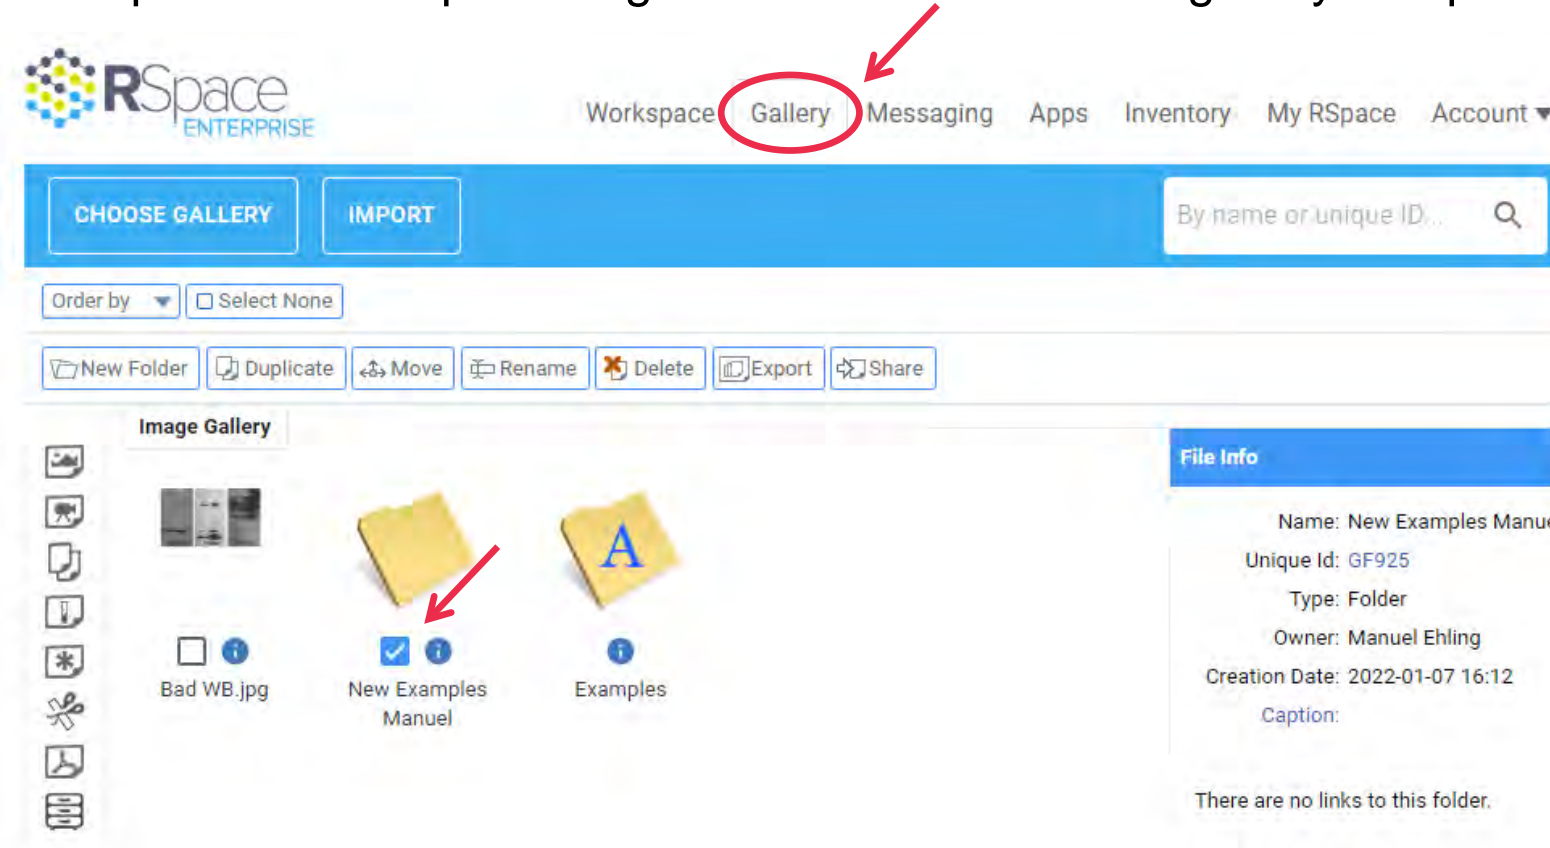 RSpace
ENTERPRISE
Workspace Gallery Messaging Apps Inventory My RSpace Account
CHOOSE GALLERY IMPORT By name or unique ID...
Order by Select None
New Folder Duplicate Move Rename Delete Export Share
Image Gallery
File Info
A
Name: New Examples Manue
Unique Id: GF925
Type: Folder
Owner: Manuel Ehling
Creation Date: 2022-01-07 16:12
Caption:
Bad WB.jpg New Examples Manuel Examples
There are no links to this folder.